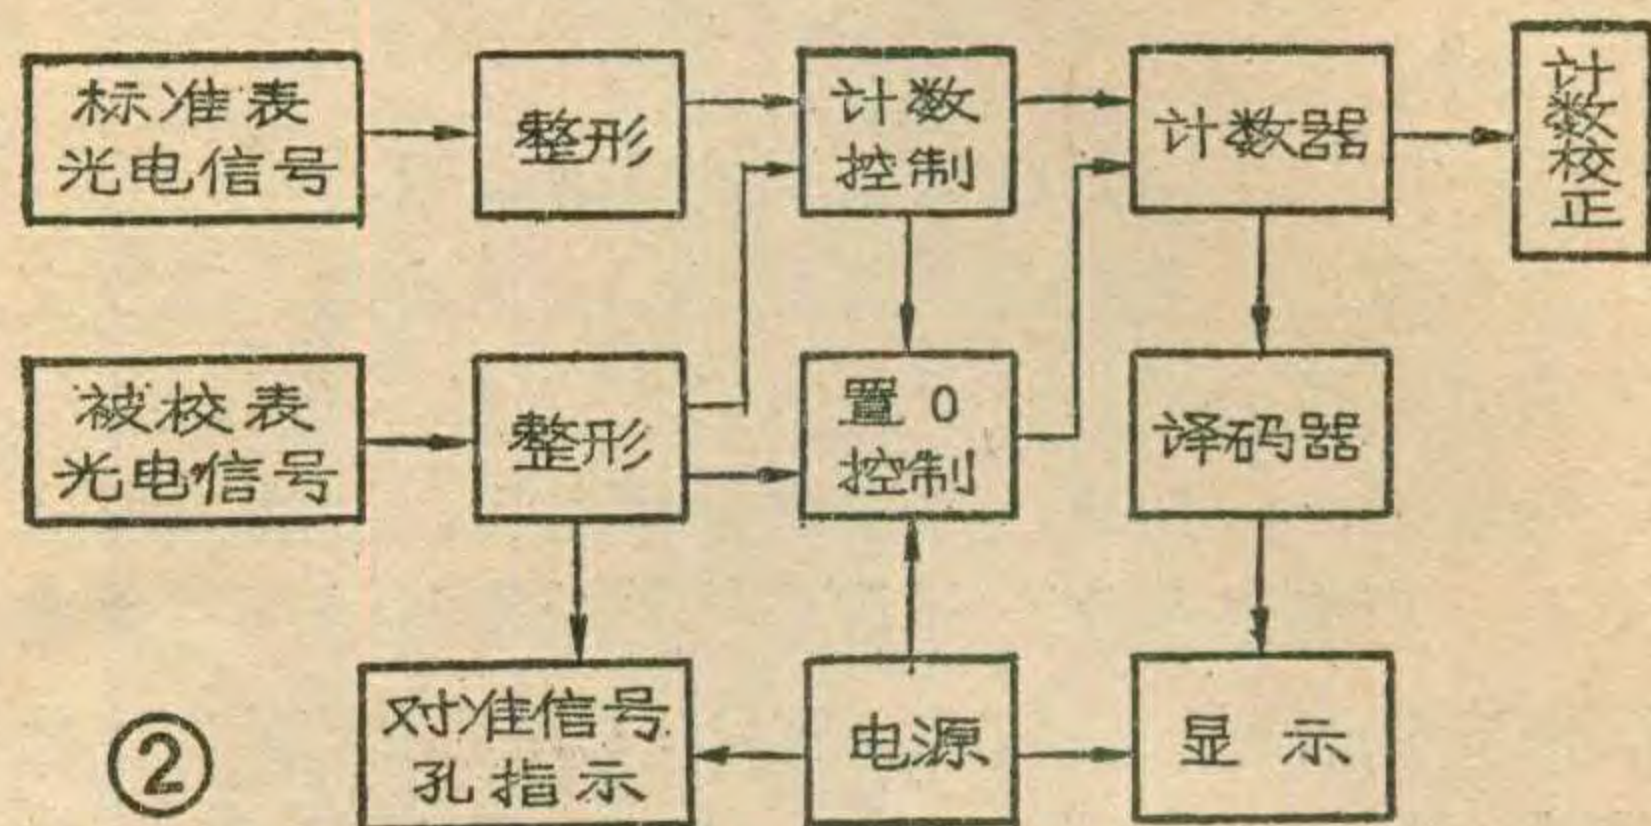 标准表
光电信号
整形
计数
控制
计数器
计数校正
被校表
光电信号
整形
置0
控制
译码器
对准信号
孔指示
电源
显示
②